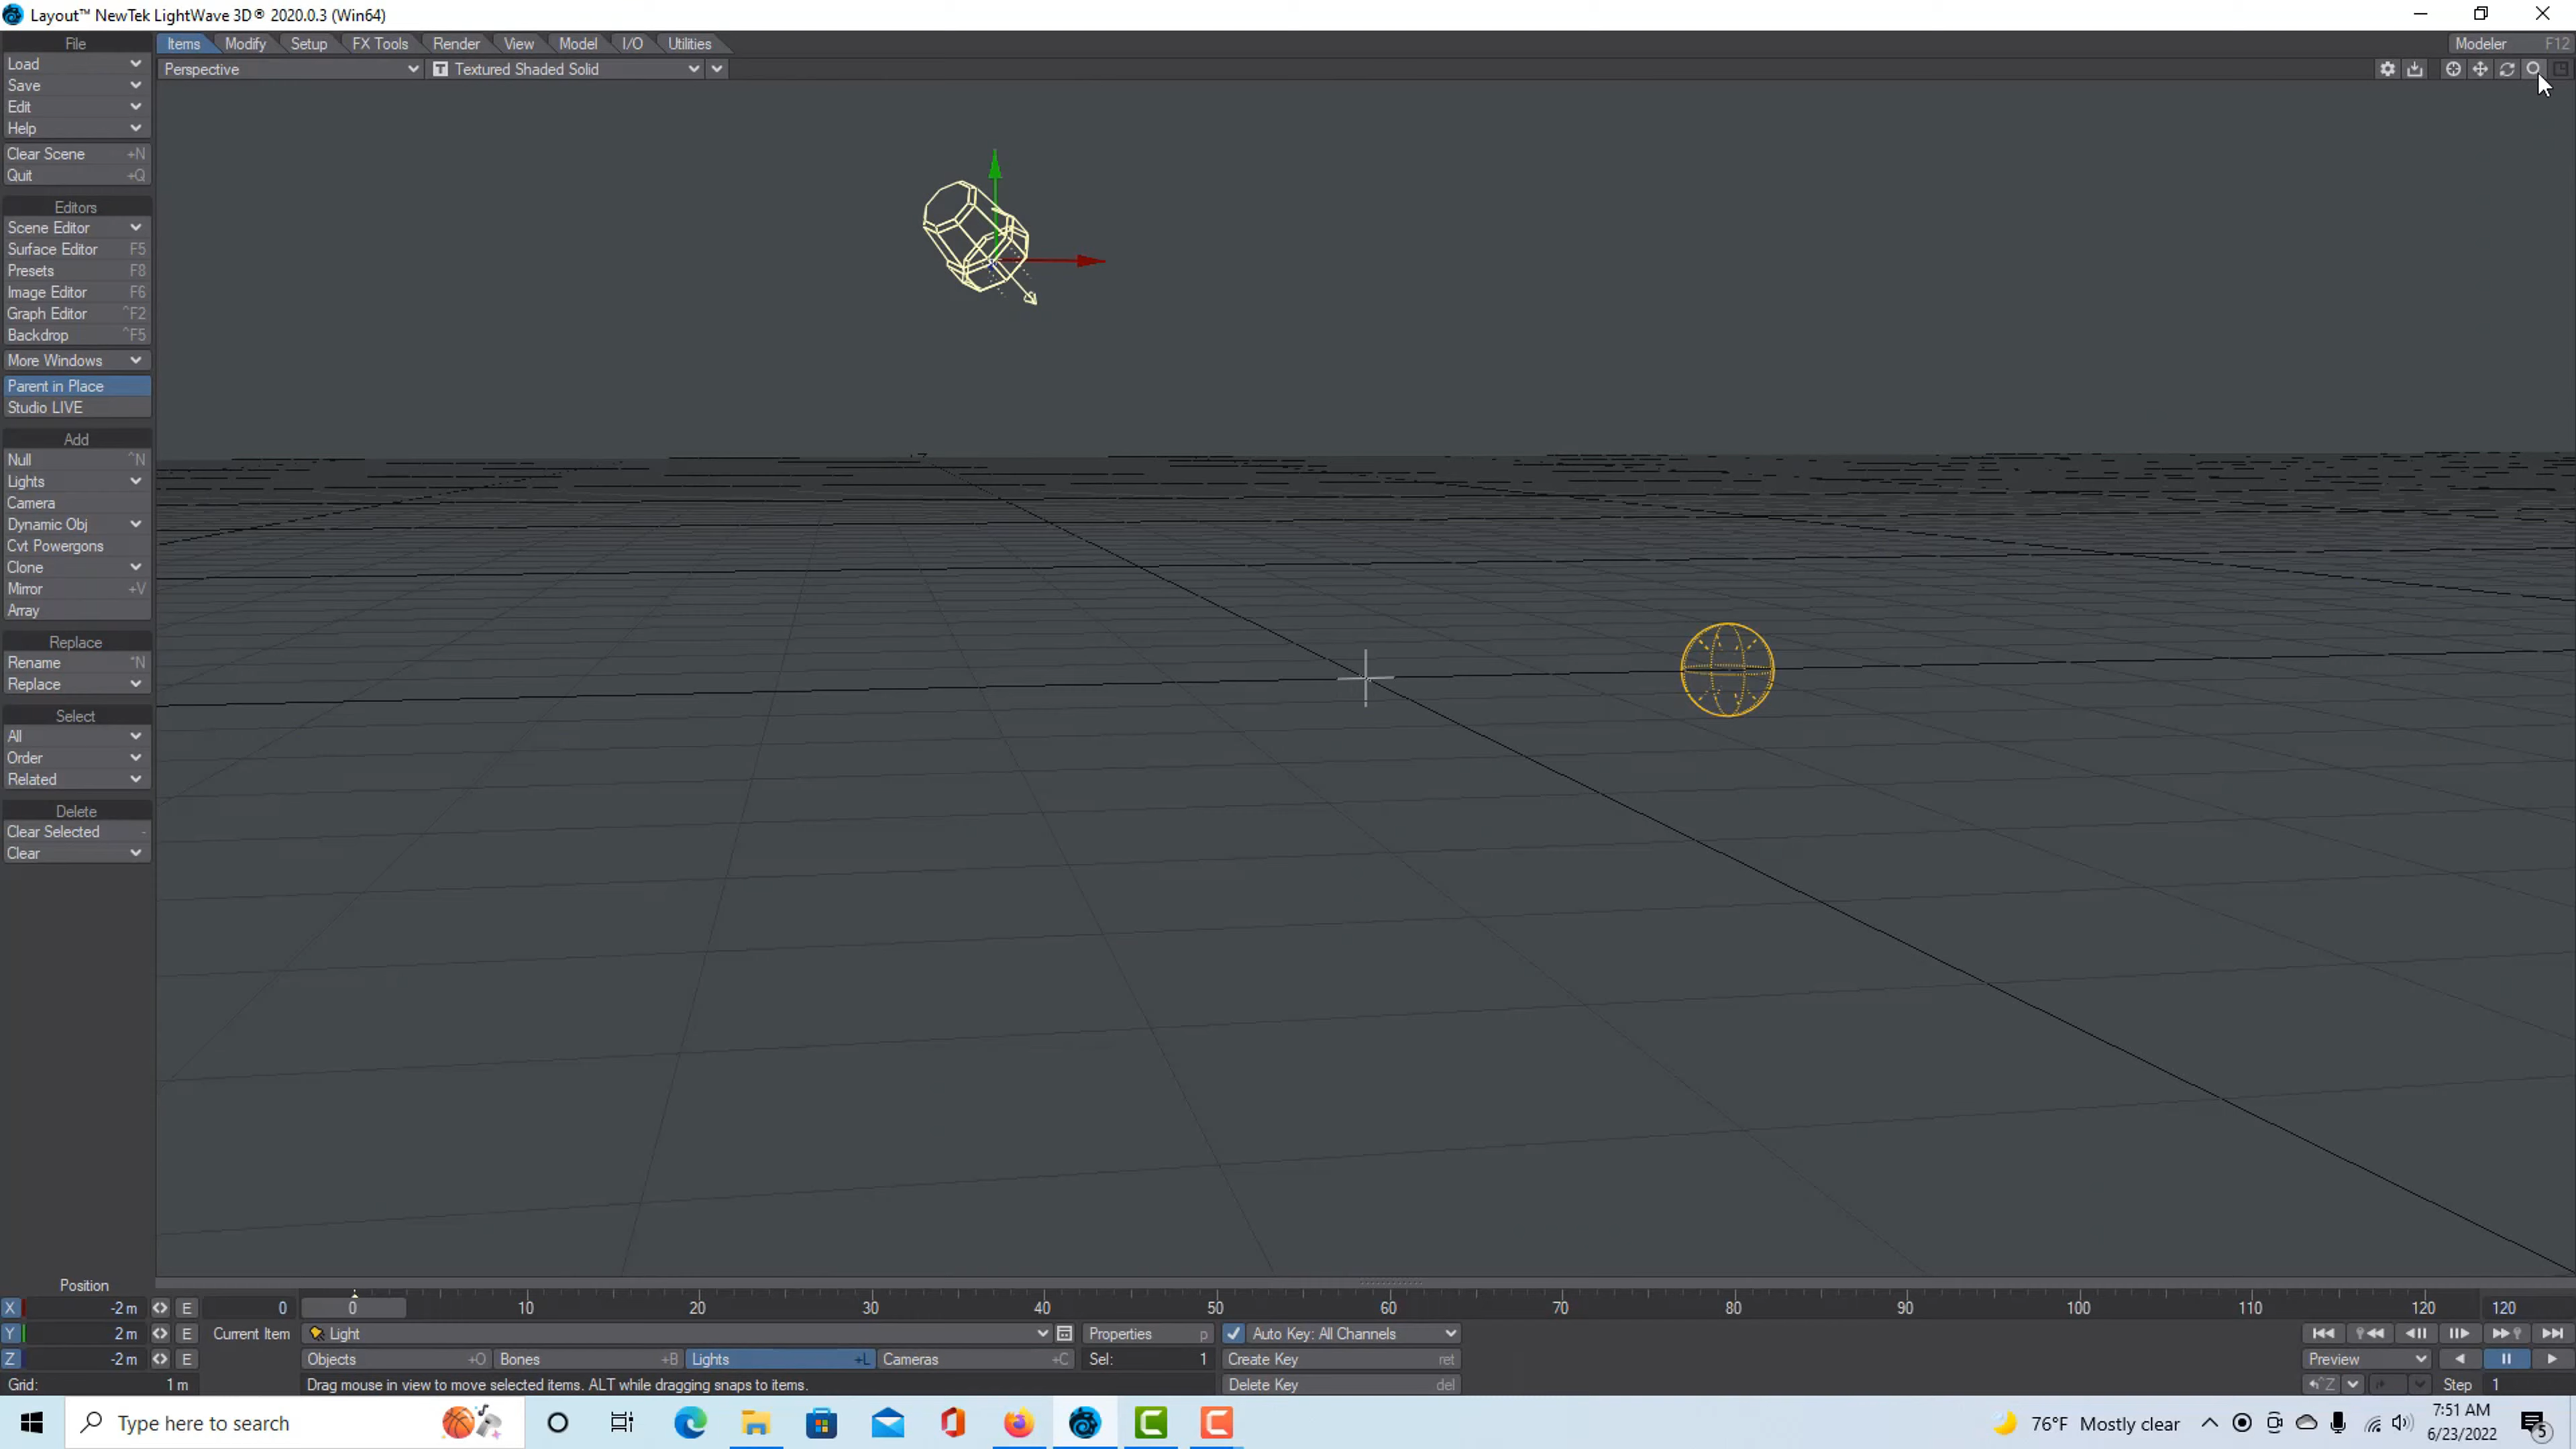 Layout™ NewTek LightWave 3D® 2020.0.3 (Win64)
File Items Modify Setup FX Tools Render View Model I/O Utilities Modeler F12
Load Perspective T Textured Shaded Solid
Save
Edit
Help
Clear Scene +N
Quit +Q
Editors
Scene Editor
Surface Editor F5
Presets F8
Image Editor F6
Graph Editor ^F2
Backdrop ^F5
More Windows
Parent in Place
Studio LIVE
Add
Null ^N
Lights
Camera
Dynamic Obj
Cvt Powergons
Clone
Mirror +V
Array
Replace
Rename ^N
Replace
Select
All
Order
Related
Delete
Clear Selected -
Clear
Position
X -2 m E 0 0 10 20 30 40 50 60 70 80 90 100 110 120 120
Y 2 m E Current Item Light Properties p Auto Key: All Channels
Z -2 m E Objects +O Bones +B Lights +L Cameras +C Sel: 1 Create Key ret Preview
Grid: 1 m Drag mouse in view to move selected items. ALT while dragging snaps to items. Delete Key del ^Z Step 1
Type here to search 76°F Mostly clear 7:51 AM
6/23/2022 5